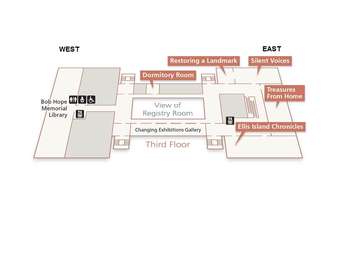 WEST
EAST
Restoring a Landmark
Silent Voices
Dormitory Room
Treasures
From Home
Bob Hope
Memorial
Library
View of
Registry Room
Changing Exhibitions Gallery
Ellis Island Chronicles
Third Floor